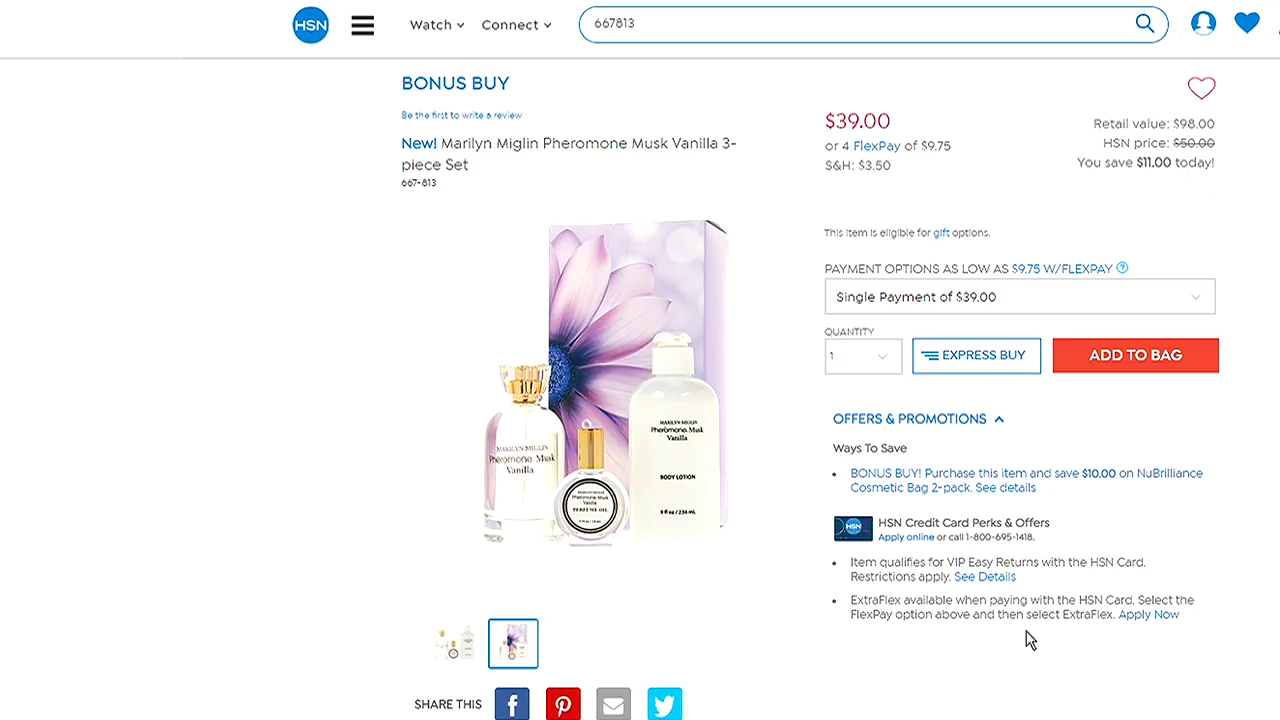 HSN
Watch
Connect
667813
BONUS BUY
Be the first to write a review
New! Marilyn Miglin Pheromone Musk Vanilla 3-
piece Set
667-813
$39.00
or 4 FlexPay of $9.75
S&H: $3.50
Retail value: $98.00
HSN price: $50.00
You save $11.00 today!
This item is eligible for gift options.
PAYMENT OPTIONS AS LOW AS $9.75 W/FLEXPAY ?
Single Payment of $39.00
QUANTITY
1
EXPRESS BUY
ADD TO BAG
OFFERS & PROMOTIONS
Ways To Save
BONUS BUY! Purchase this item and save $10.00 on NuBrilliance
Cosmetic Bag 2-pack. See details
HSN
HSN Credit Card Perks & Offers
Apply online or call 1-800-695-1418.
Item qualifies for VIP Easy Returns with the HSN Card.
Restrictions apply. See Details
ExtraFlex available when paying with the HSN Card. Select the
FlexPay option above and then select ExtraFlex. Apply Now
MARILYN MIGLIN
Pheromone Musk
Vanilla
MARILYN MIGLIN
Pheromone Musk
Vanilla
PERFUME OIL
MARILYN MIGLIN
Pheromone Musk
Vanilla
BODY LOTION
8 fl oz / 236 mL
SHARE THIS